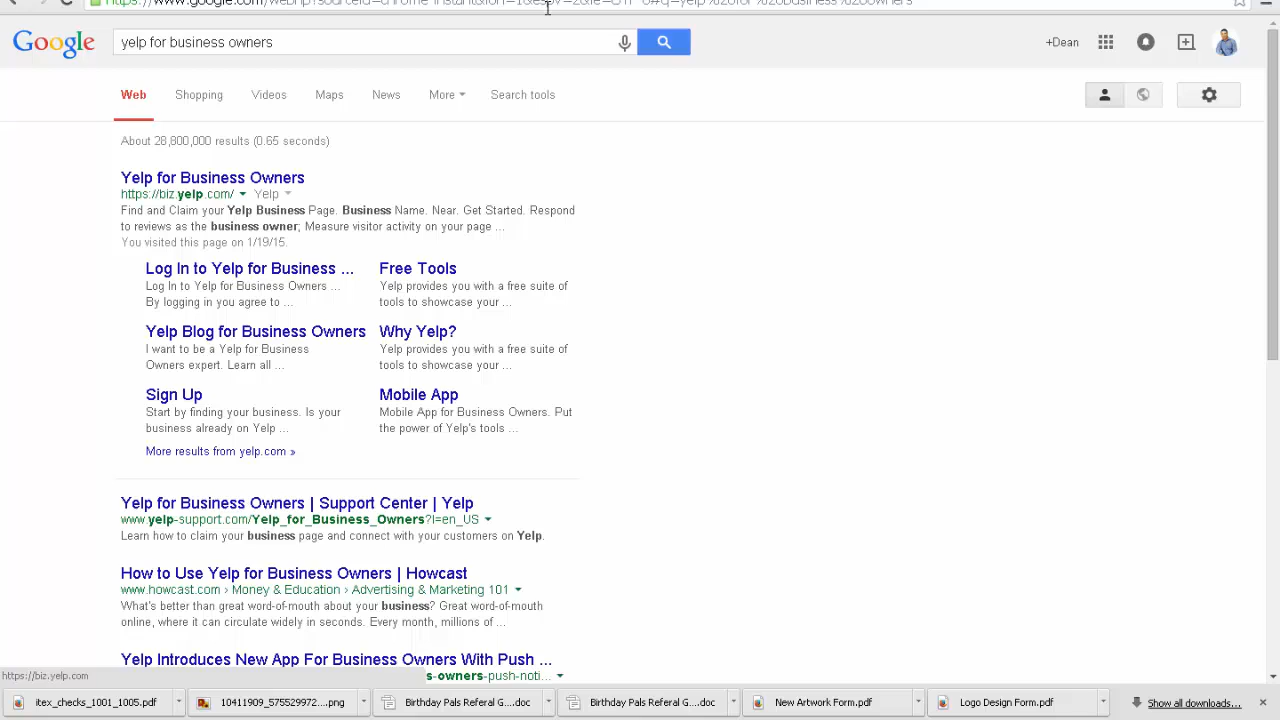 Google
yelp for business owners
+Dean
Web Shopping Videos Maps News More Search tools
About 28,800,000 results (0.65 seconds)
Yelp for Business Owners
https://biz.yelp.com/ Yelp
Find and Claim your Yelp Business Page. Business Name. Near. Get Started. Respond
to reviews as the business owner; Measure visitor activity on your page ...
You visited this page on 1/19/15.
Log In to Yelp for Business ...
Log In to Yelp for Business Owners ...
By logging in you agree to ...
Free Tools
Yelp provides you with a free suite of
tools to showcase your ...
Yelp Blog for Business Owners
I want to be a Yelp for Business
Owners expert. Learn all ...
Why Yelp?
Yelp provides you with a free suite of
tools to showcase your ...
Sign Up
Start by finding your business. Is your
business already on Yelp ...
Mobile App
Mobile App for Business Owners. Put
the power of Yelp's tools ...
More results from yelp.com »
Yelp for Business Owners | Support Center | Yelp
www.yelp-support.com/Yelp_for_Business_Owners?l=en_US
Learn how to claim your business page and connect with your customers on Yelp.
How to Use Yelp for Business Owners | Howcast
www.howcast.com › Money & Education › Advertising & Marketing 101
What's better than great word-of-mouth about your business? Great word-of-mouth
online, where it can circulate widely in seconds. Every month, millions of ...
Yelp Introduces New App For Business Owners With Push ...
s-owners-push-noti...
https://biz.yelp.com
itex_checks_1001_1005.pdf
10411909_575529972....png
Birthday Pals Referal G....doc
Birthday Pals Referal G....doc
New Artwork Form.pdf
Logo Design Form.pdf
Show all downloads...